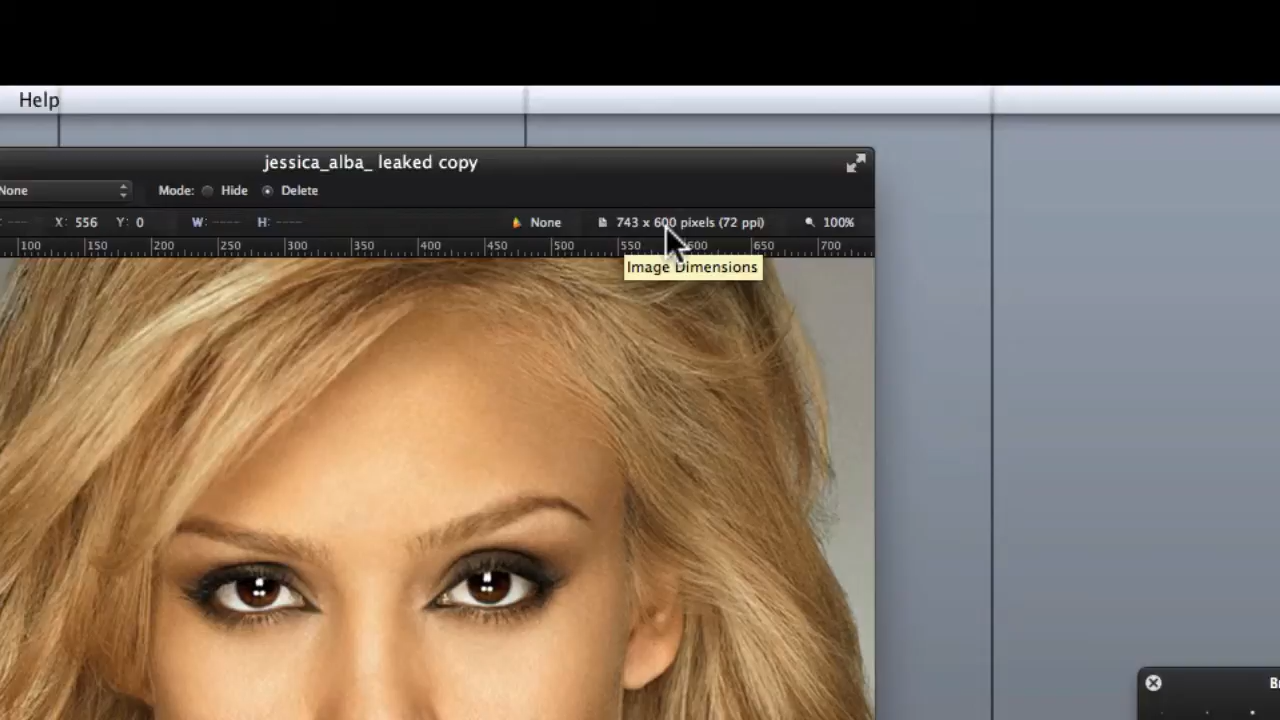 Help
jessica_alba_ leaked copy
None Mode: Hide Delete
X: 556 Y: 0 W: ---- H: ---- None 743 x 600 pixels (72 ppi) 100%
100 150 200 250 300 350 400 450 500 550 600 650 700
Image Dimensions